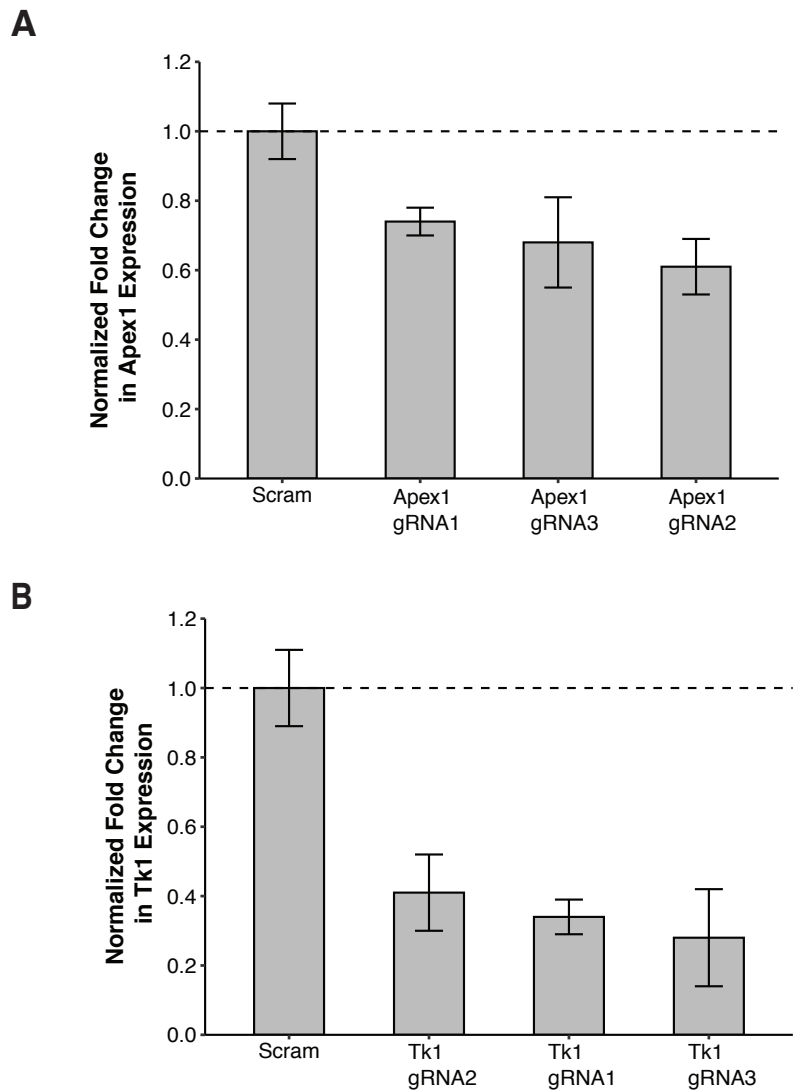 A
Normalized Fold Change
in Apex1 Expression
1.2
1.0
0.8
0.6
0.4
0.2
0.0
Scram
Apex1
gRNA1
Apex1
gRNA3
Apex1
gRNA2
B
Normalized Fold Change
in Tk1 Expression
1.2
1.0
0.8
0.6
0.4
0.2
0.0
Scram
Tk1
gRNA2
Tk1
gRNA1
Tk1
gRNA3